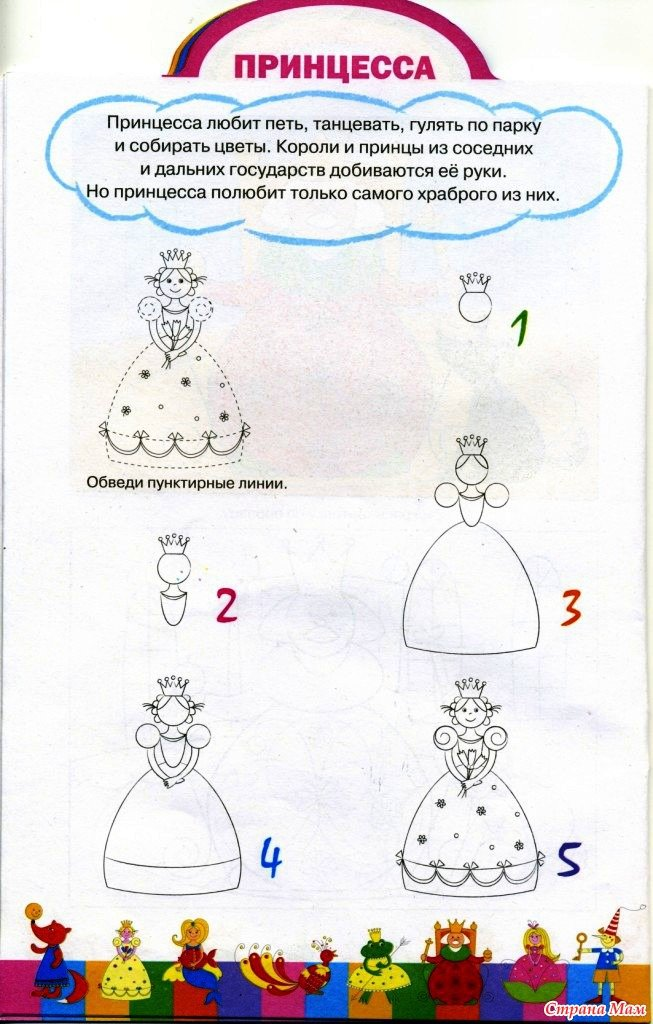 ПРИНЦЕССА
Принцесса любит петь, танцевать, гулять по парку
и собирать цветы. Короли и принцы из соседних
и дальних государств добиваются её руки.
Но принцесса полюбит только самого храброго из них.
1
Обведи пунктирные линии.
2
3
4
5
Страна Мам